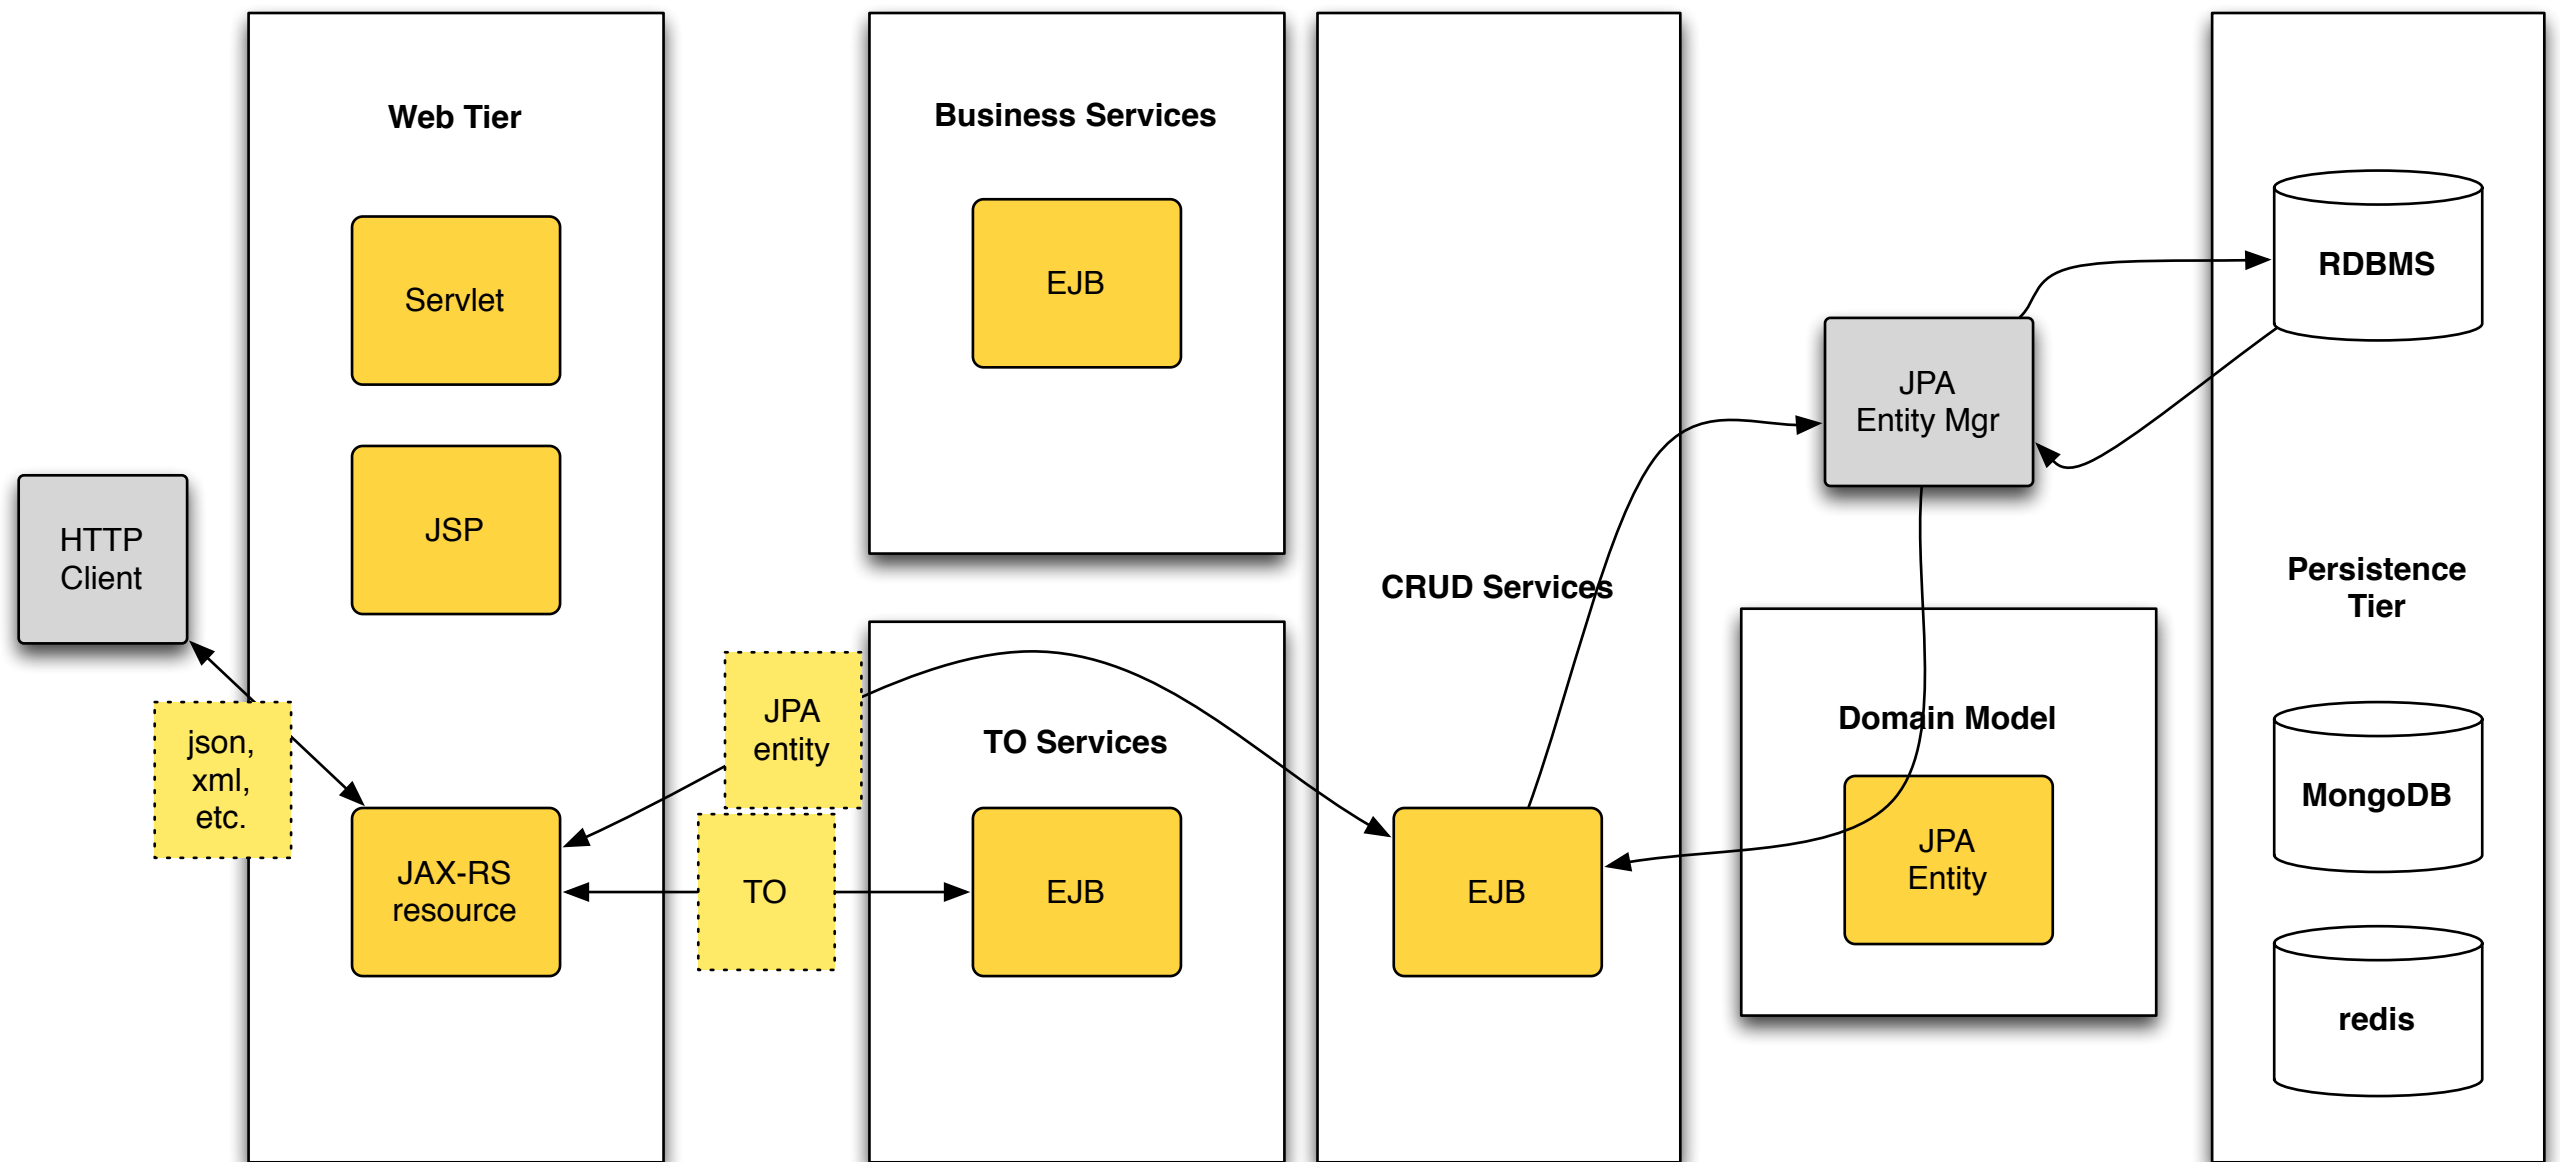 Web Tier
Servlet
JSP
HTTP
Client
json,
xml,
etc.
JAX-RS
resource
JPA
entity
TO
Business Services
EJB
TO Services
EJB
CRUD Services
EJB
JPA
Entity Mgr
Domain Model
JPA
Entity
RDBMS
Persistence
Tier
MongoDB
redis